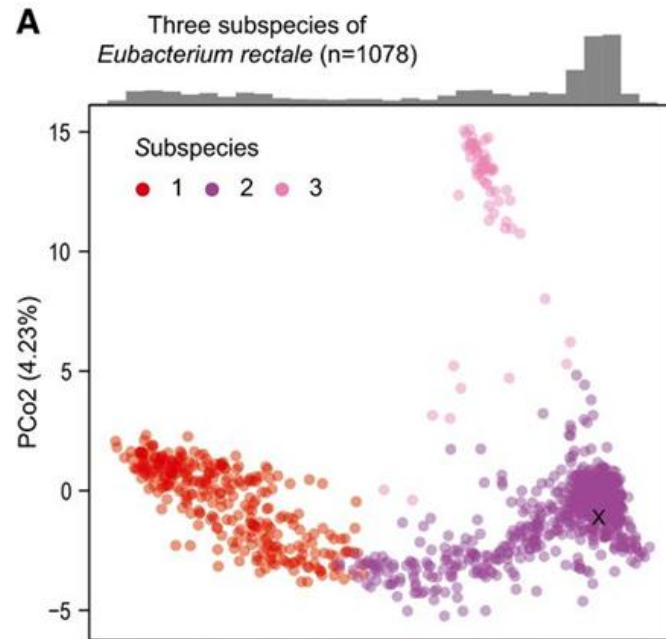 A
Three subspecies of
Eubacterium rectale (n=1078)
15
Subspecies
1 2 3
10
PCo2 (4.23%)
5
0
x
−5